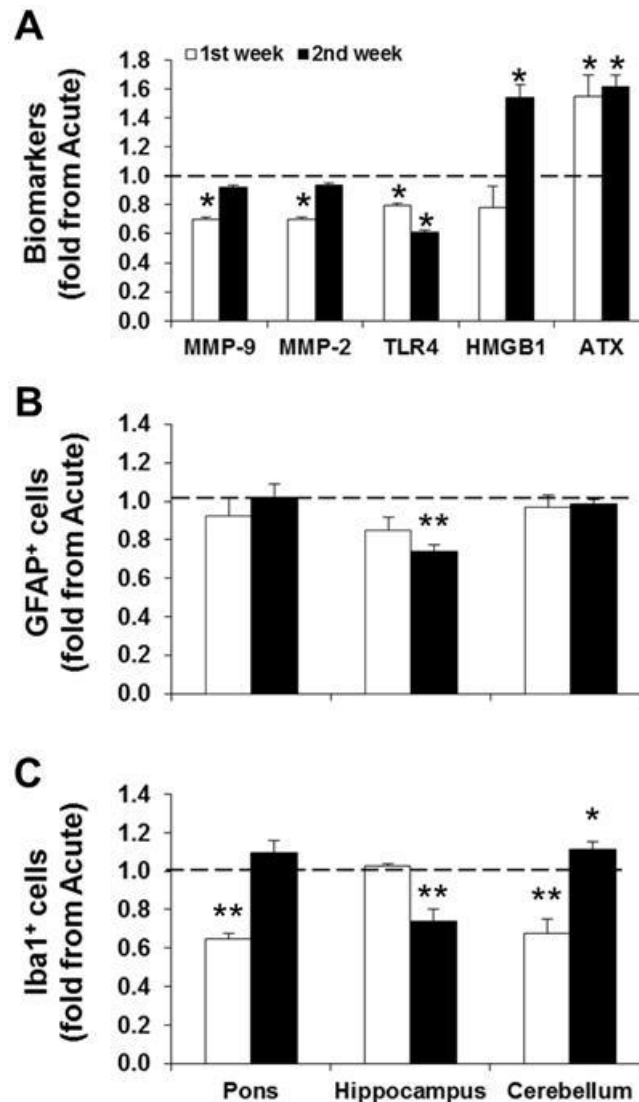 A
1st week 2nd week
Biomarkers
(fold from Acute)
1.8
1.6
1.4
1.2
1.0
0.8
0.6
0.4
0.2
0.0
* * * * * * *
MMP-9 MMP-2 TLR4 HMGB1 ATX
B
GFAP+ cells
(fold from Acute)
1.4
1.2
1.0
0.8
0.6
0.4
0.2
0.0
**
C
Iba1+ cells
(fold from Acute)
1.4
1.2
1.0
0.8
0.6
0.4
0.2
0.0
** ** ** *
Pons Hippocampus Cerebellum